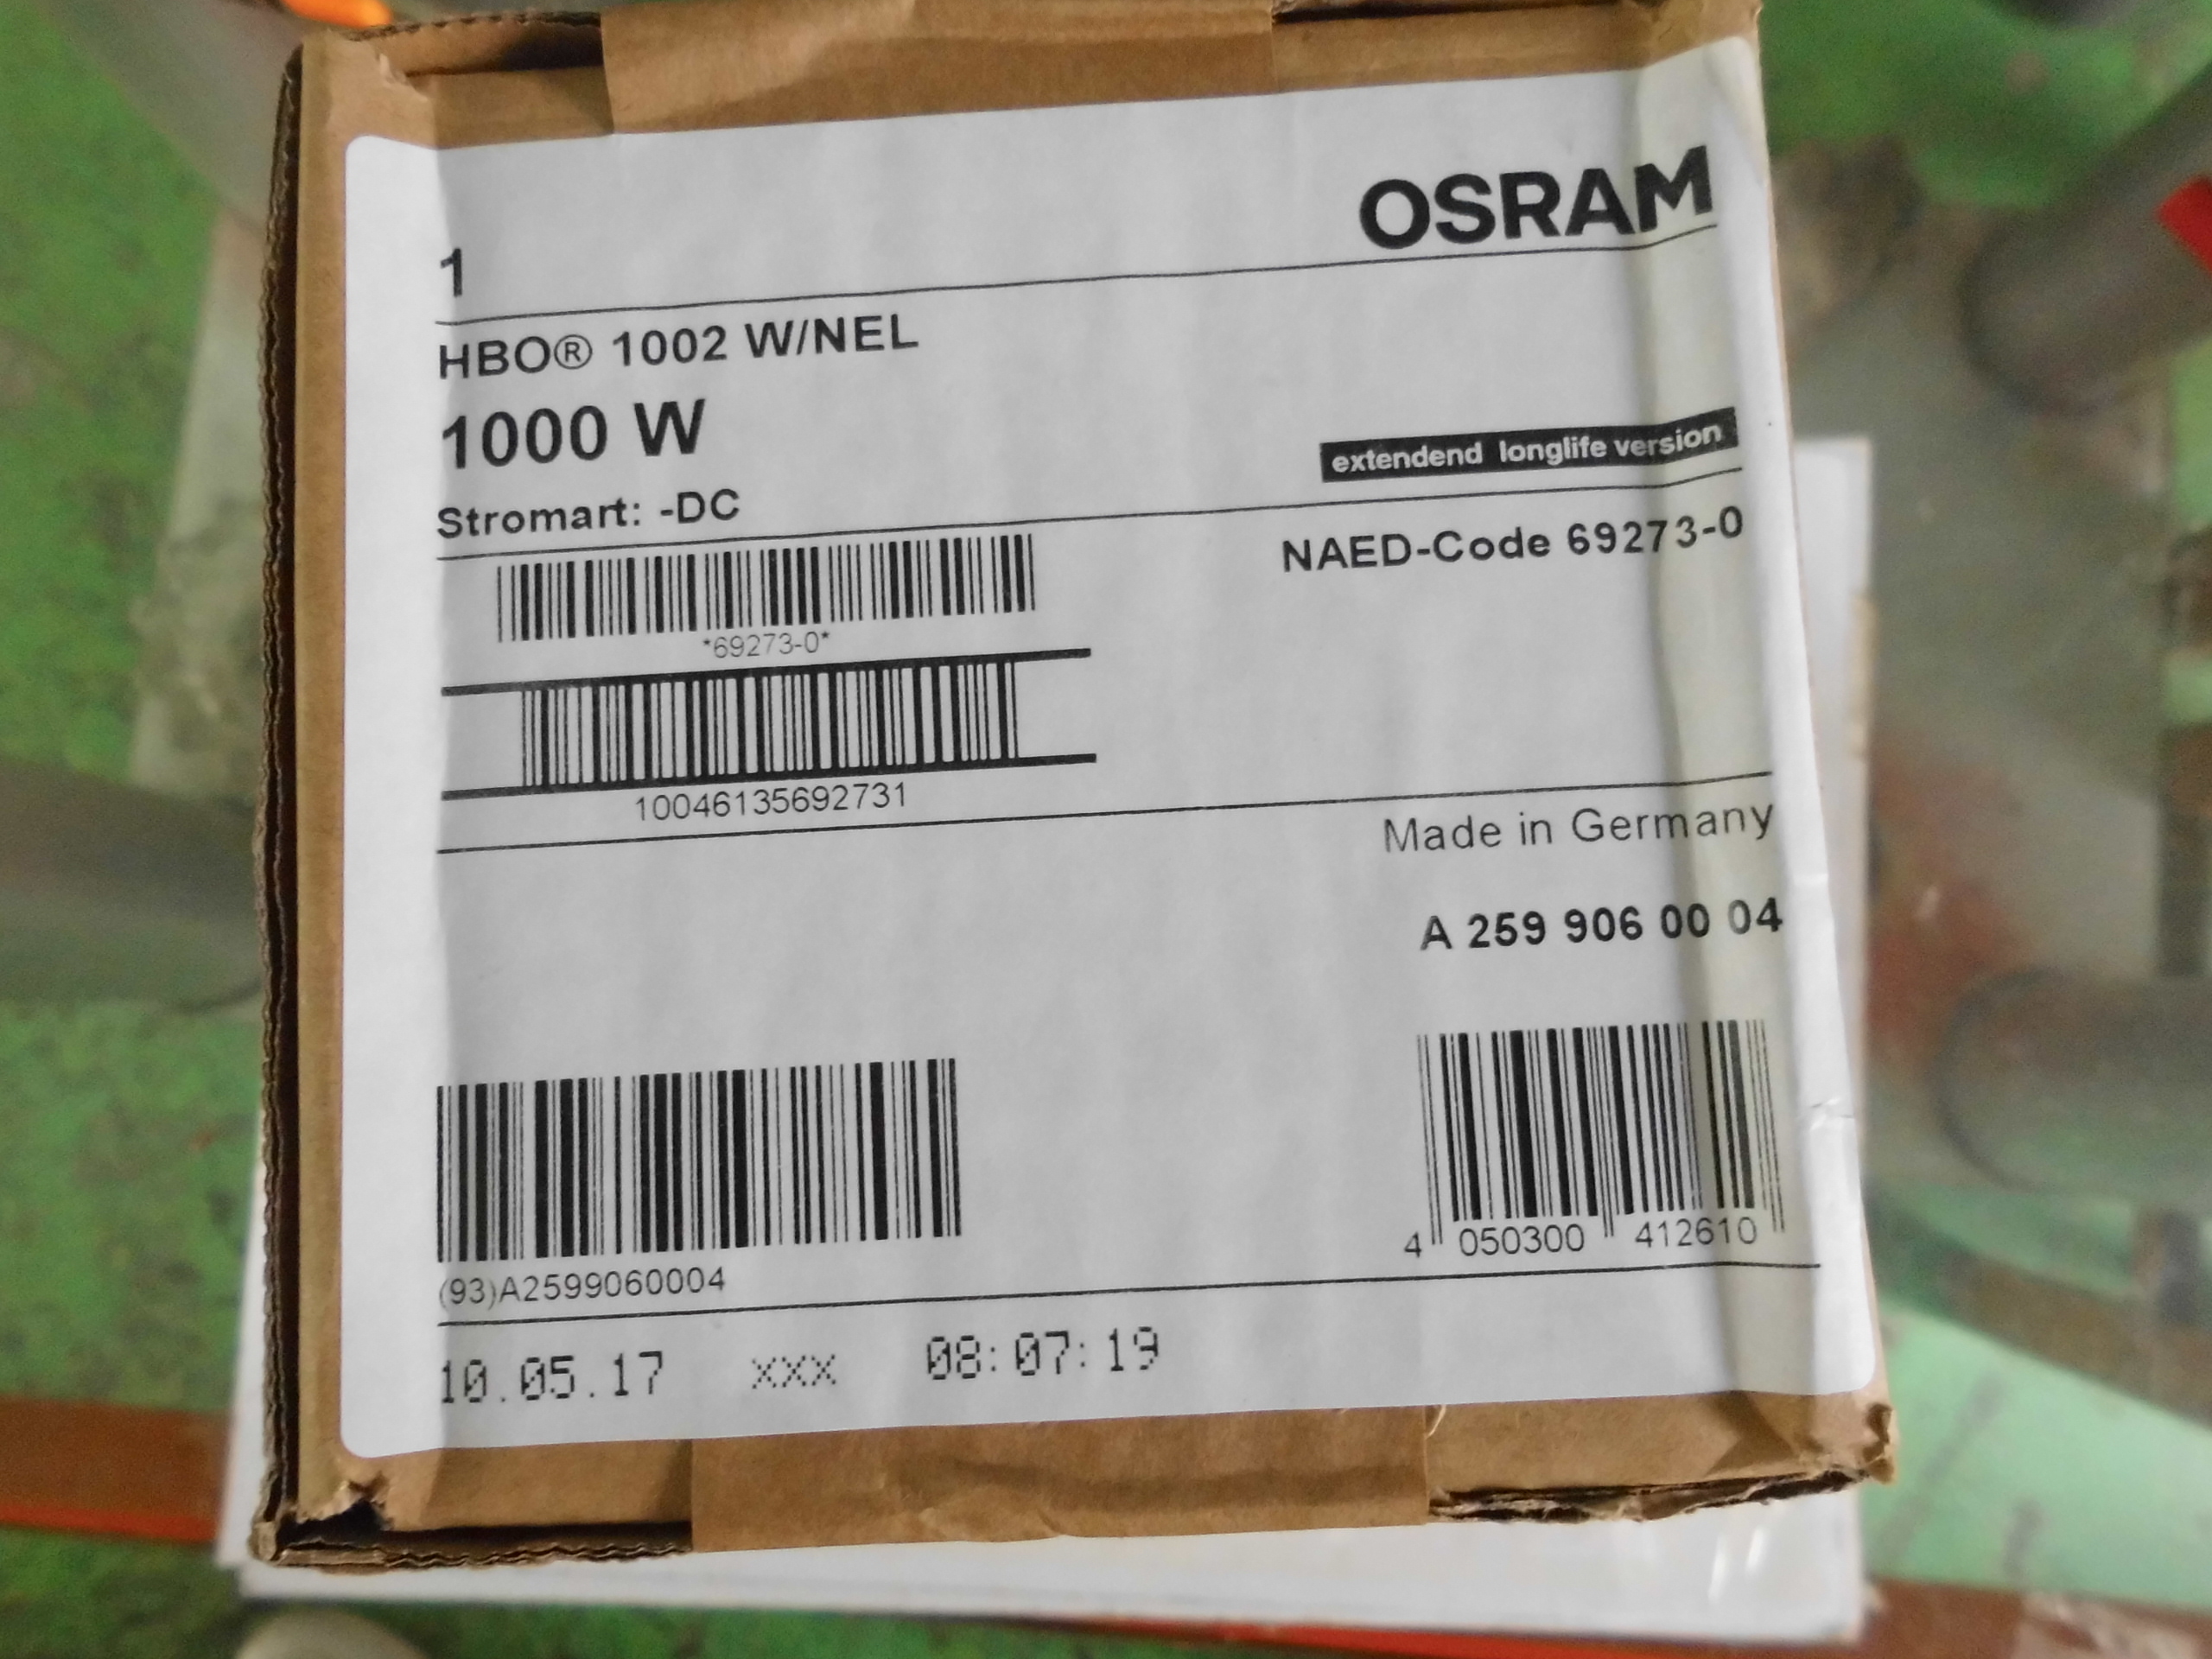 OSRAM
1
HBO® 1002 W/NEL
1000 W
extendend longlife version
Stromart: -DC
NAED-Code 69273-0
*69273-0*
10046135692731
Made in Germany
A 259 906 00 04
4 050300 412610
(93)A2599060004
10.05.17 xxx 08:07:19